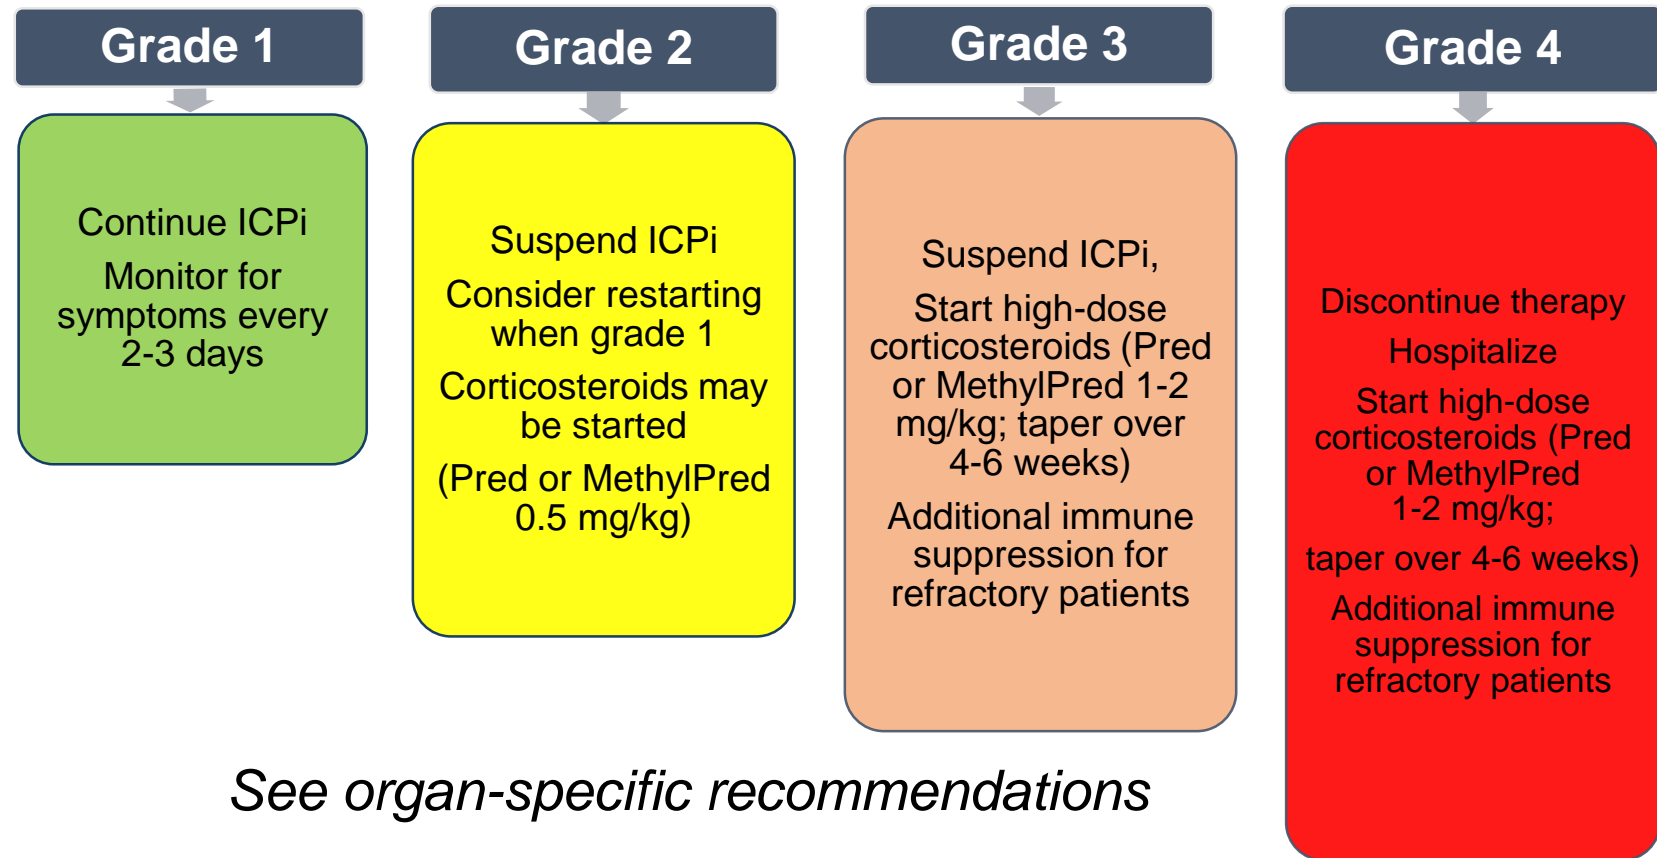 Grade 1
Continue ICPi
Monitor for
symptoms every
2-3 days
Grade 2
Suspend ICPi
Consider restarting
when grade 1
Corticosteroids may
be started
(Pred or MethylPred
0.5 mg/kg)
Grade 3
Suspend ICPi,
Start high-dose
corticosteroids (Pred
or MethylPred 1-2
mg/kg; taper over
4-6 weeks)
Additional immune
suppression for
refractory patients
Grade 4
Discontinue therapy
Hospitalize
Start high-dose
corticosteroids (Pred
or MethylPred
1-2 mg/kg;
taper over 4-6 weeks)
Additional immune
suppression for
refractory patients
See organ-specific recommendations